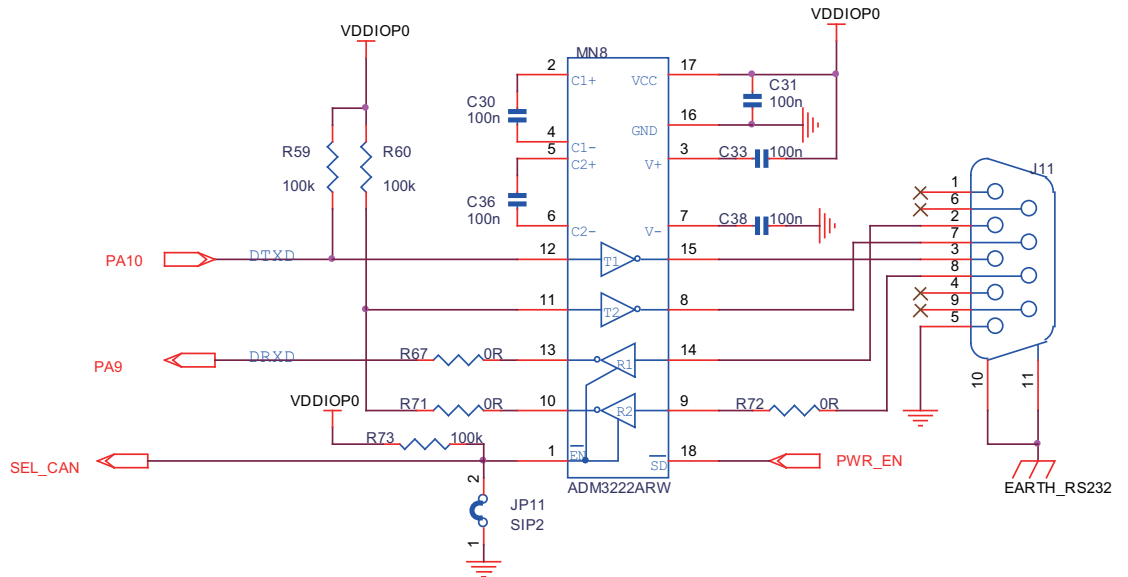 VDDIOP0
VDDIOP0
MN8
2
17
C1+
VCC
C31
100n
C30
100n
16
GND
4
C1-
5
C2+
3
V+
C33
100n
R59
100k
R60
100k
C36
100n
6
C2-
7
V-
C38
100n
J11
1
6
2
7
3
8
4
9
5
PA10
DTXD
12
T1
15
11
T2
8
PA9
DRXD
R67
0R
13
R1
14
VDDIOP0
R71
0R
10
R2
9
R72
0R
10
11
R73
100k
SEL_CAN
1
EN
18
SD
PWR_EN
ADM3222ARW
EARTH_RS232
2
JP11
SIP2
1